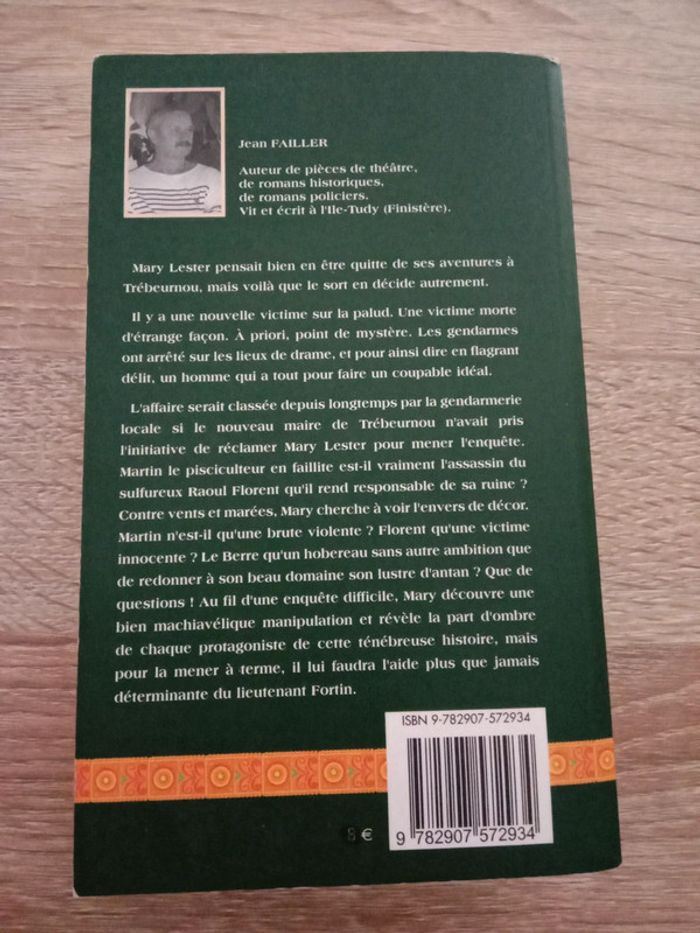 Jean FAILLER
Auteur de pièces de théâtre,
de romans historiques,
de romans policiers.
Vit et écrit à l'Ile-Tudy (Finistère).
Mary Lester pensait bien en être quitte de ses aventures à
Trébeurnou, mais voilà que le sort en décide autrement.
Il y a une nouvelle victime sur la palud. Une victime morte
d'étrange façon. À priori, point de mystère. Les gendarmes
ont arrêté sur les lieux de drame, et pour ainsi dire en flagrant
délit, un homme qui a tout pour faire un coupable idéal.
L'affaire serait classée depuis longtemps par la gendarmerie
locale si le nouveau maire de Trébeurnou n'avait pris
l'initiative de réclamer Mary Lester pour mener l'enquête.
Martin le pisciculteur en faillite est-il vraiment l'assassin du
sulfureux Raoul Florent qu'il rend responsable de sa ruine ?
Contre vents et marées, Mary cherche à voir l'envers de décor.
Martin n'est-il qu'une brute violente ? Florent qu'une victime
innocente ? Le Berre qu'un hobereau sans autre ambition que
de redonner à son beau domaine son lustre d'antan ? Que de
questions ! Au fil d'une enquête difficile, Mary découvre une
bien machiavélique manipulation et révèle la part d'ombre
de chaque protagoniste de cette ténébreuse histoire, mais
pour la mener à terme, il lui faudra l'aide plus que jamais
déterminante du lieutenant Fortin.
ISBN 9-782907-572934
8 €
9 782907 572934